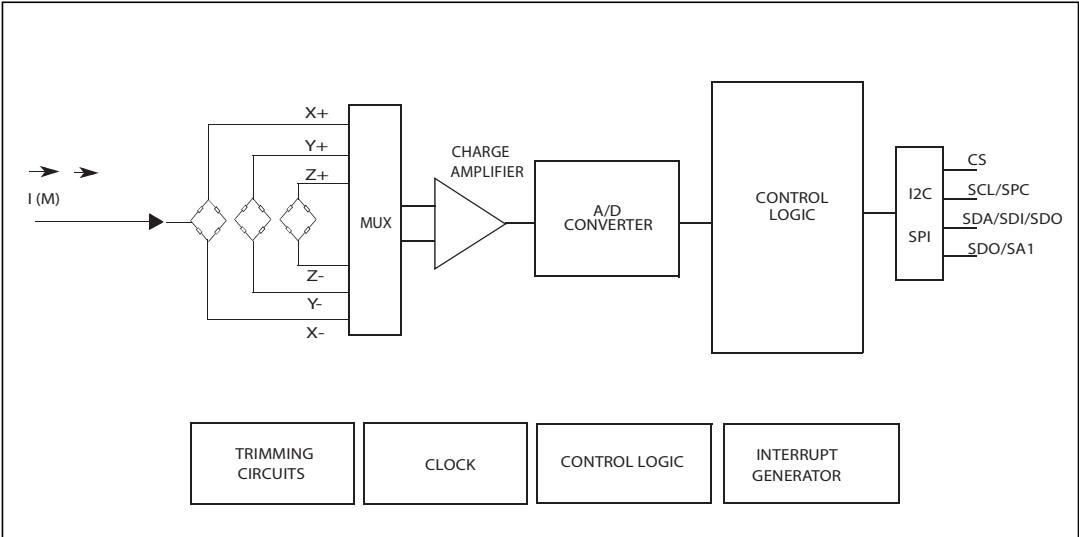 X+
Y+
Z+
I (M)
Z-
Y-
X-
MUX
CHARGE
AMPLIFIER
A/D
CONVERTER
CONTROL
LOGIC
I2C
SPI
CS
SCL/SPC
SDA/SDI/SDO
SDO/SA1
TRIMMING
CIRCUITS
CLOCK
CONTROL LOGIC
INTERRUPT
GENERATOR